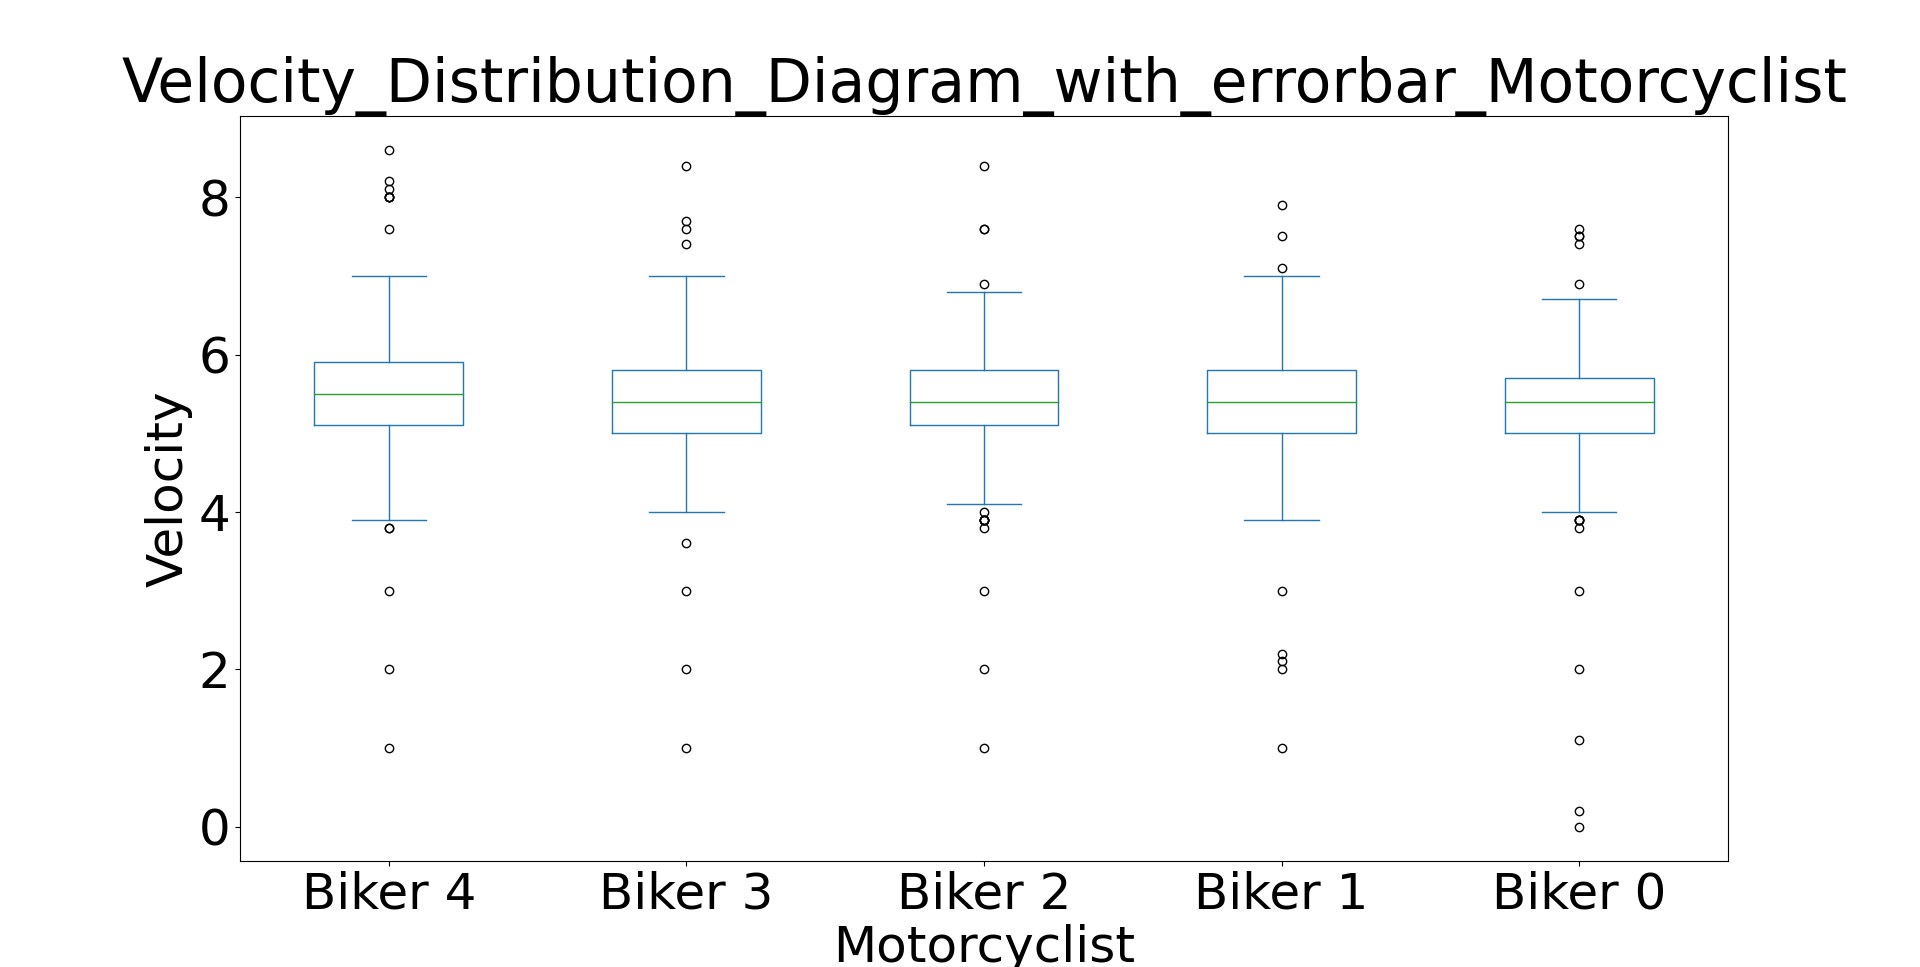 Velocity_Distribution_Diagram_with_errorbar_Motorcyclist
Velocity
8
6
4
2
0
Biker 4 Biker 3 Biker 2 Biker 1 Biker 0
Motorcyclist